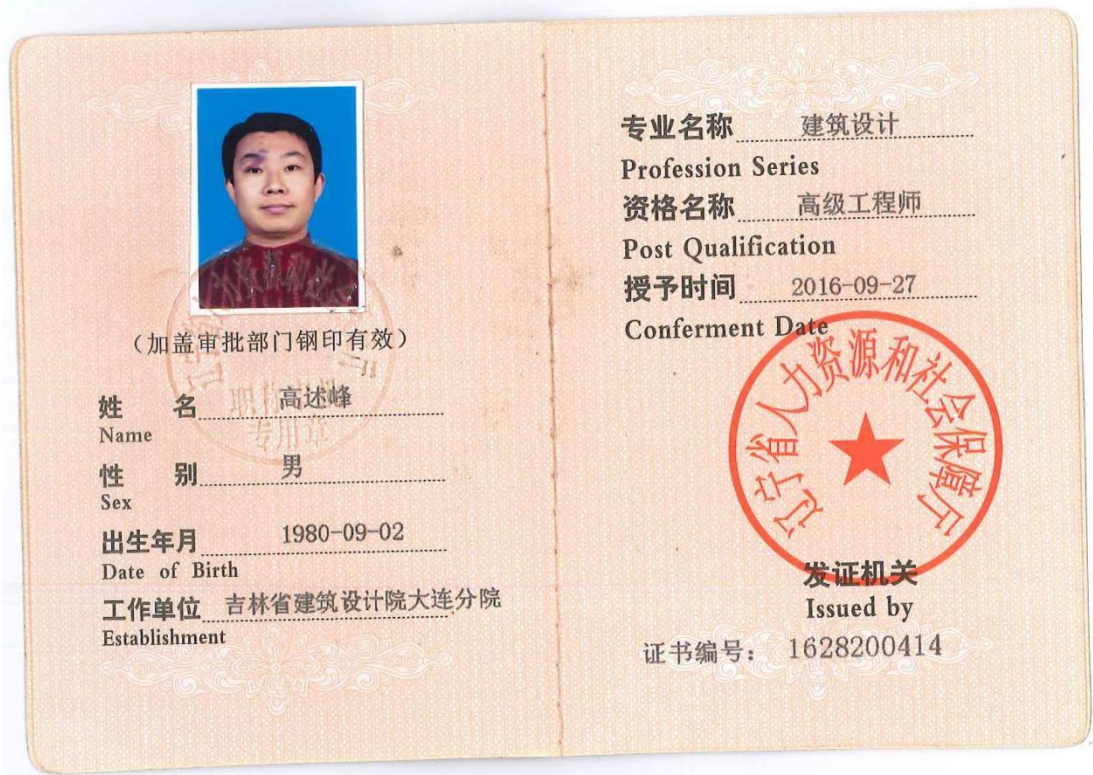 （加盖审批部门钢印有效）
职称
专用章
姓 名 高述峰
Name
性 别 男
Sex
出生年月 1980-09-02
Date of Birth
工作单位 吉林省建筑设计院大连分院
Establishment
专业名称 建筑设计
Profession Series
资格名称 高级工程师
Post Qualification
授予时间 2016-09-27
Conferment Date
辽宁省人力资源和社会保障厅
发证机关
Issued by
证书编号： 1628200414